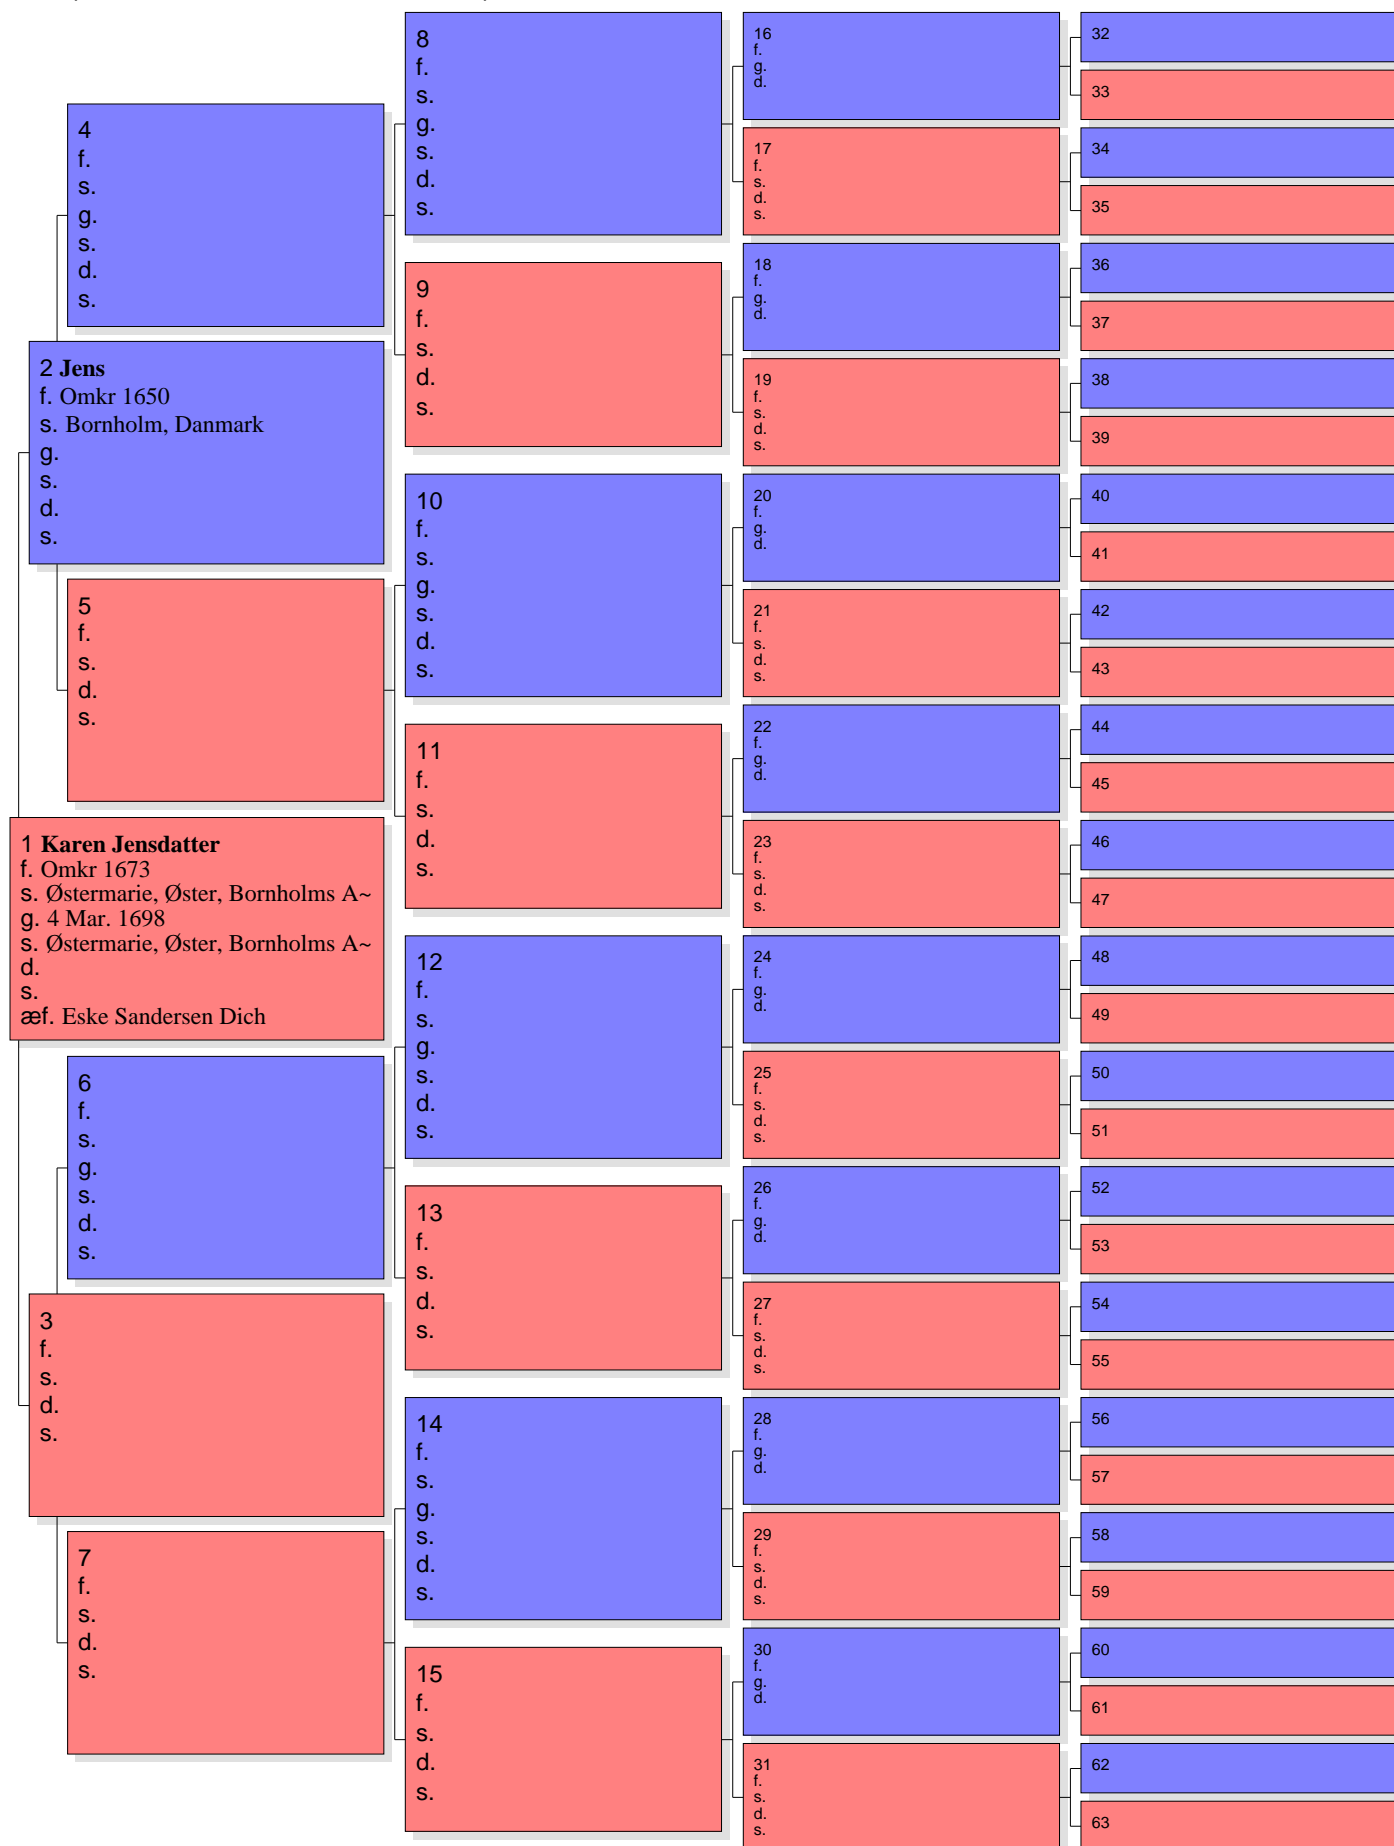 8
f.
s.
g.
s.
d.
s.
16
f.
g.
d.
32
33
17
f.
s.
d.
s.
34
35
4
f.
s.
g.
s.
d.
s.
9
f.
s.
d.
s.
18
f.
g.
d.
36
37
19
f.
s.
d.
s.
38
39
2 Jens
f. Omkr 1650
s. Bornholm, Danmark
g.
s.
d.
s.
10
f.
s.
g.
s.
d.
s.
20
f.
g.
d.
40
41
21
f.
s.
d.
s.
42
43
5
f.
s.
d.
s.
11
f.
s.
d.
s.
22
f.
g.
d.
44
45
23
f.
s.
d.
s.
46
47
1 Karen Jensdatter
f. Omkr 1673
s. Østermarie, Øster, Bornholms A~
g. 4 Mar. 1698
s. Østermarie, Øster, Bornholms A~
d.
s.
æf. Eske Sandersen Dich
12
f.
s.
g.
s.
d.
s.
24
f.
g.
d.
48
49
25
f.
s.
d.
s.
50
51
6
f.
s.
g.
s.
d.
s.
13
f.
s.
d.
s.
26
f.
g.
d.
52
53
27
f.
s.
d.
s.
54
55
3
f.
s.
d.
s.
14
f.
s.
g.
s.
d.
s.
28
f.
g.
d.
56
57
29
f.
s.
d.
s.
58
59
7
f.
s.
d.
s.
15
f.
s.
d.
s.
30
f.
g.
d.
60
61
31
f.
s.
d.
s.
62
63